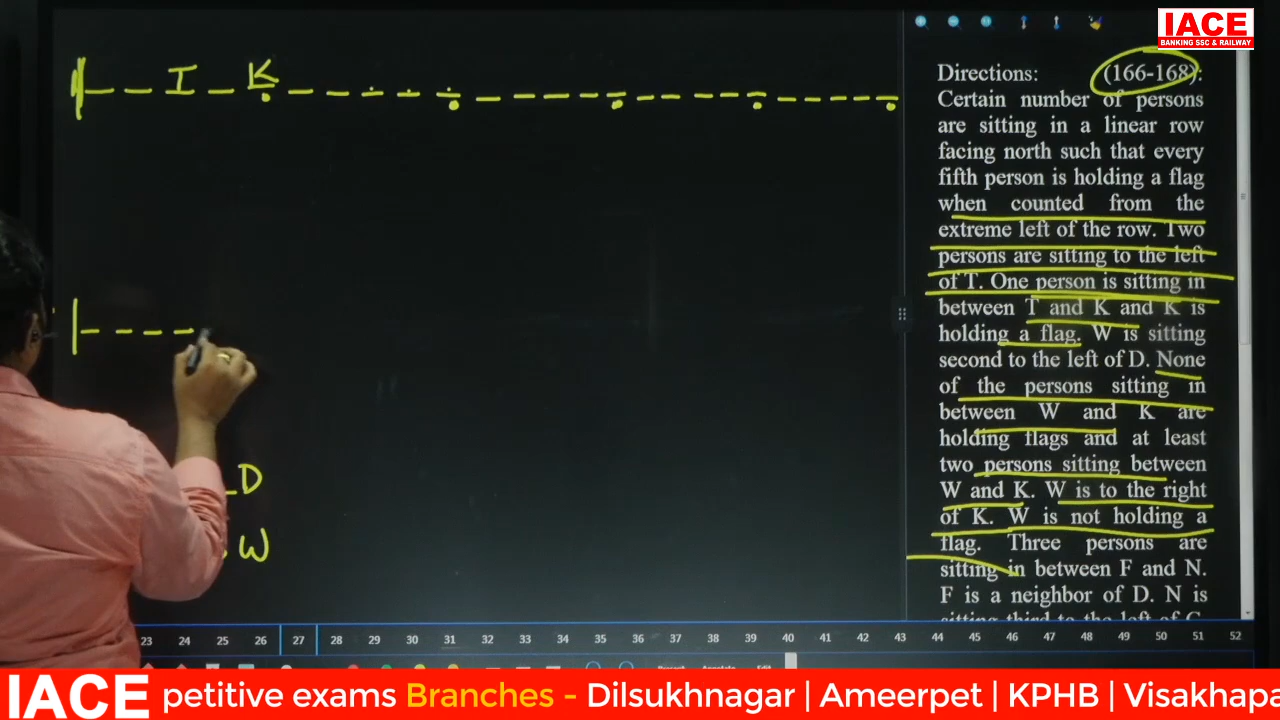 IACE
BANKING SSC & RAILWAY
I K
Directions: (166-168):
Certain number of persons
are sitting in a linear row
facing north such that every
fifth person is holding a flag
when counted from the
extreme left of the row. Two
persons are sitting to the left
of T. One person is sitting in
between T and K and K is
holding a flag. W is sitting
second to the left of D. None
of the persons sitting in
between W and K are
holding flags and at least
two persons sitting between
W and K. W is to the right
of K. W is not holding a
flag. Three persons are
sitting in between F and N.
F is a neighbor of D. N is
sitting third to the left of C.
D
W
23 24 25 26 27 28 29 30 31 32 33 34 35 36 37 38 39 40 41 42 43 44 45 46 47 48 49 50 51 52
IACE petitive exams Branches - Dilsukhnagar | Ameerpet | KPHB | Visakhapa